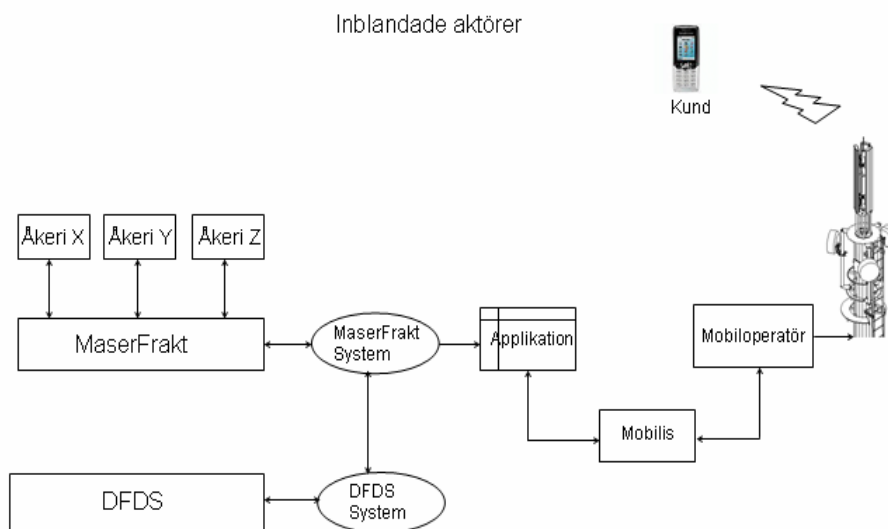 Inblandade aktörer
Kund
Åkeri X
Åkeri Y
Åkeri Z
MaserFrakt
MaserFrakt
System
Applikation
Mobiloperatör
Mobilis
DFDS
DFDS
System